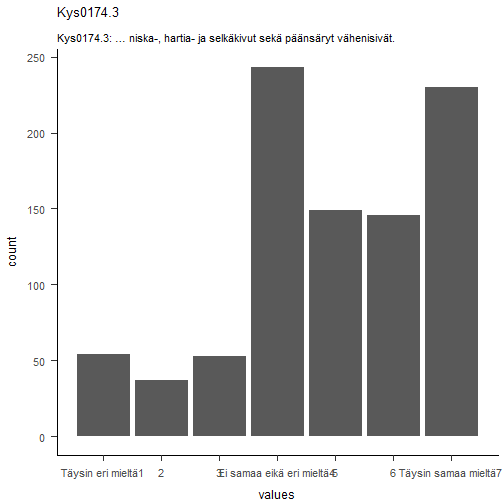 Kys0174.3
Kys0174.3: ... niska-, hartia- ja selkäkivut sekä päänsäryt vähenisivät.
250
200
150
100
50
0
count
Täysin eri mieltä1 2 3 Ei samaa eikä eri mieltä4 5 6 Täysin samaa mieltä7
values